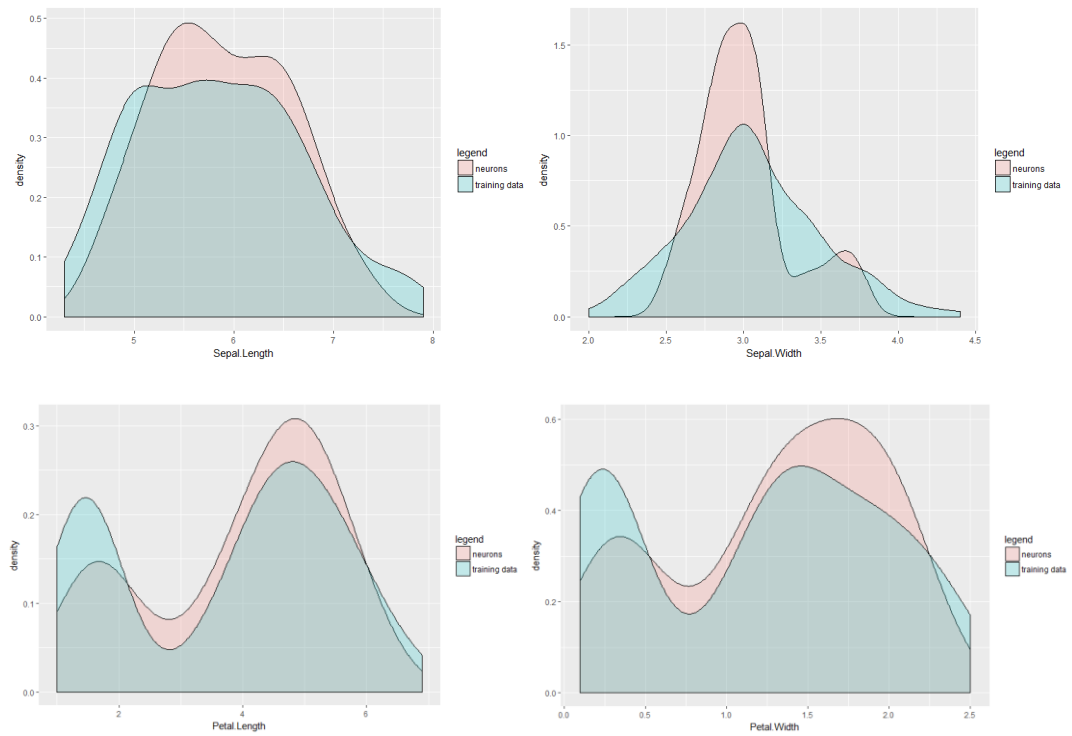 0.5
0.4
0.3
0.2
0.1
0.0
density
5
6
7
8
Sepal.Length
legend
neurons
training data
1.5
1.0
0.5
0.0
density
2.0
2.5
3.0
3.5
4.0
4.5
Sepal.Width
legend
neurons
training data
0.3
0.2
0.1
0.0
density
2
4
6
Petal.Length
legend
neurons
training data
0.6
0.4
0.2
0.0
density
0.0
0.5
1.0
1.5
2.0
2.5
Petal.Width
legend
neurons
training data